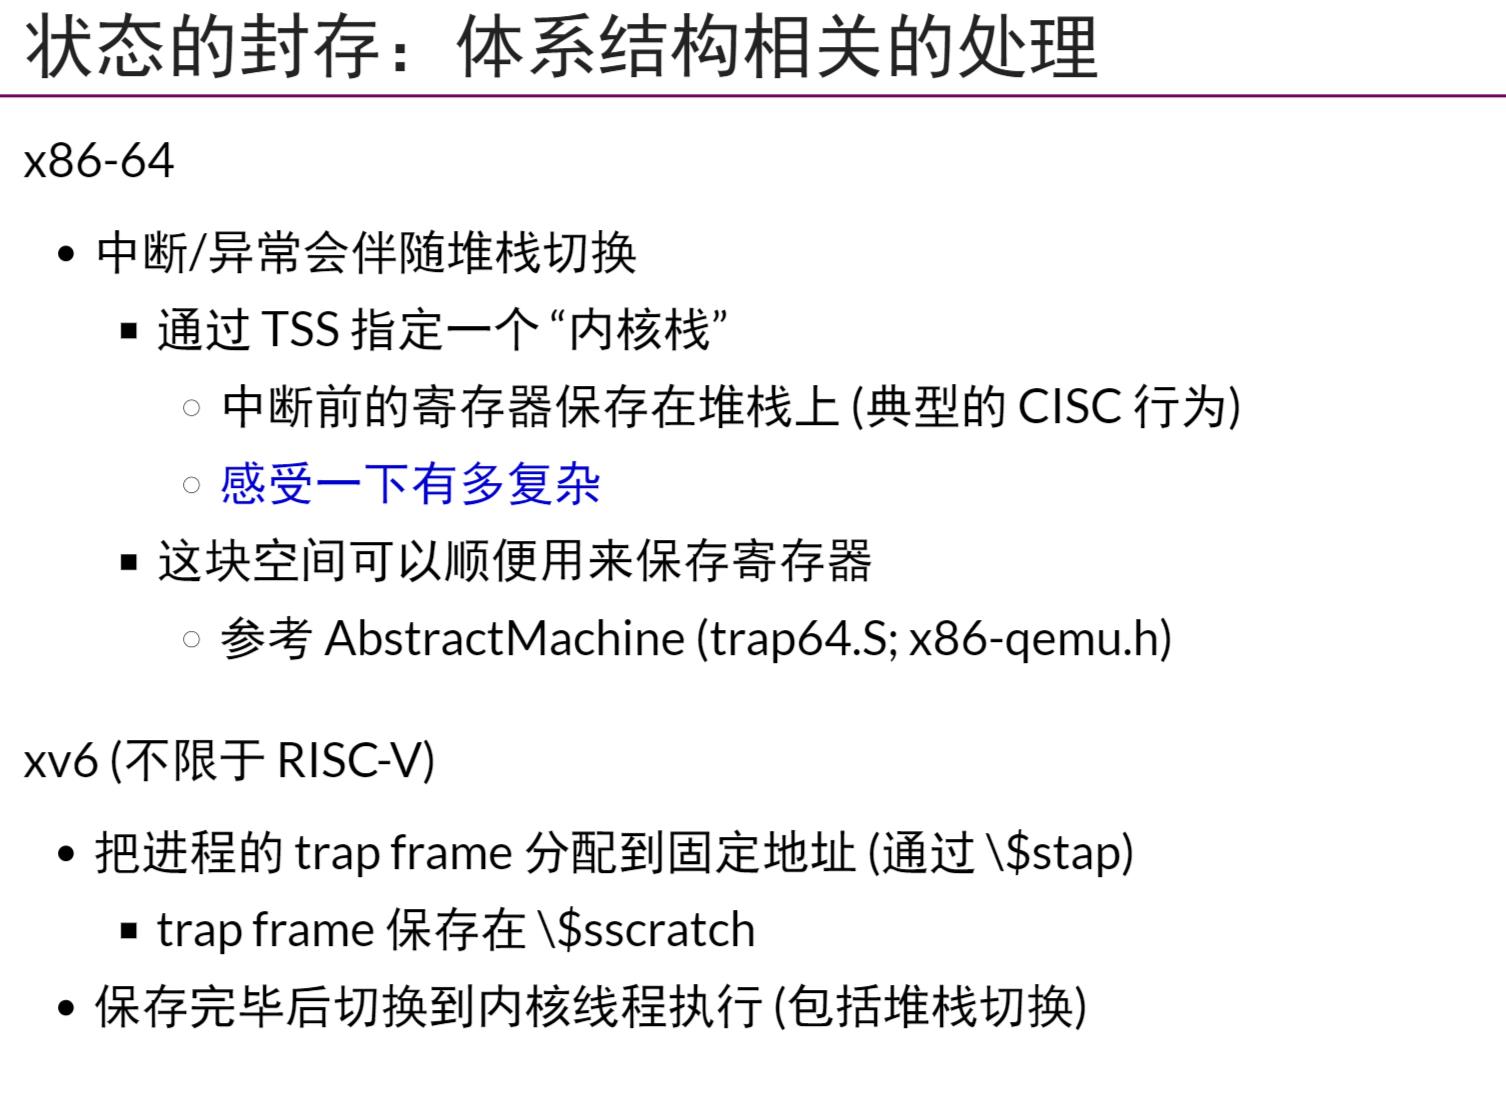 状态的封存：体系结构相关的处理
x86-64
中断/异常会伴随堆栈切换
通过 TSS 指定一个 “内核栈”
中断前的寄存器保存在堆栈上 (典型的 CISC 行为)
感受一下有多复杂
这块空间可以顺便用来保存寄存器
参考 AbstractMachine (trap64.S; x86-qemu.h)
xv6 (不限于 RISC-V)
把进程的 trap frame 分配到固定地址 (通过 \$stap)
trap frame 保存在 \$sscratch
保存完毕后切换到内核线程执行 (包括堆栈切换)